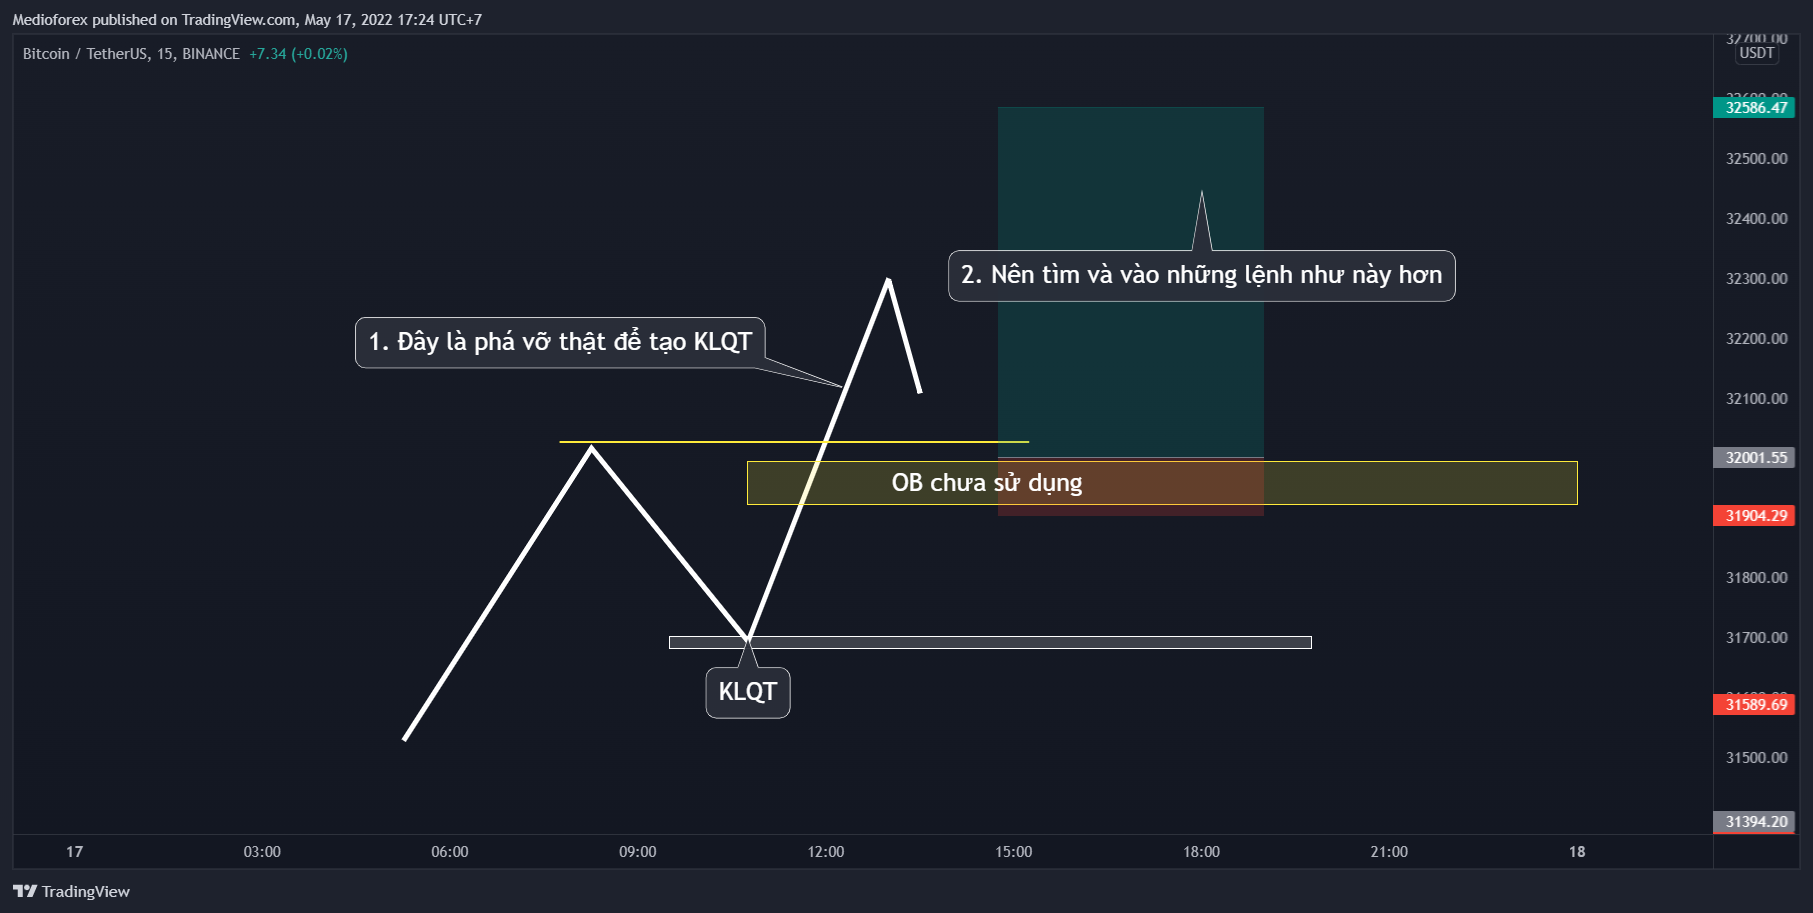 Medioforex published on TradingView.com, May 17, 2022 17:24 UTC+7
Bitcoin / TetherUS, 15, BINANCE +7.34 (+0.02%)
32700.00
USDT
32586.47
32500.00
32400.00
32300.00
32200.00
32100.00
32001.55
31904.29
31800.00
31700.00
31589.69
31500.00
31394.20
2. Nên tìm và vào những lệnh như này hơn
1. Đây là phá vỡ thật để tạo KLQT
OB chưa sử dụng
KLQT
17 03:00 06:00 09:00 12:00 15:00 18:00 21:00 18
TradingView